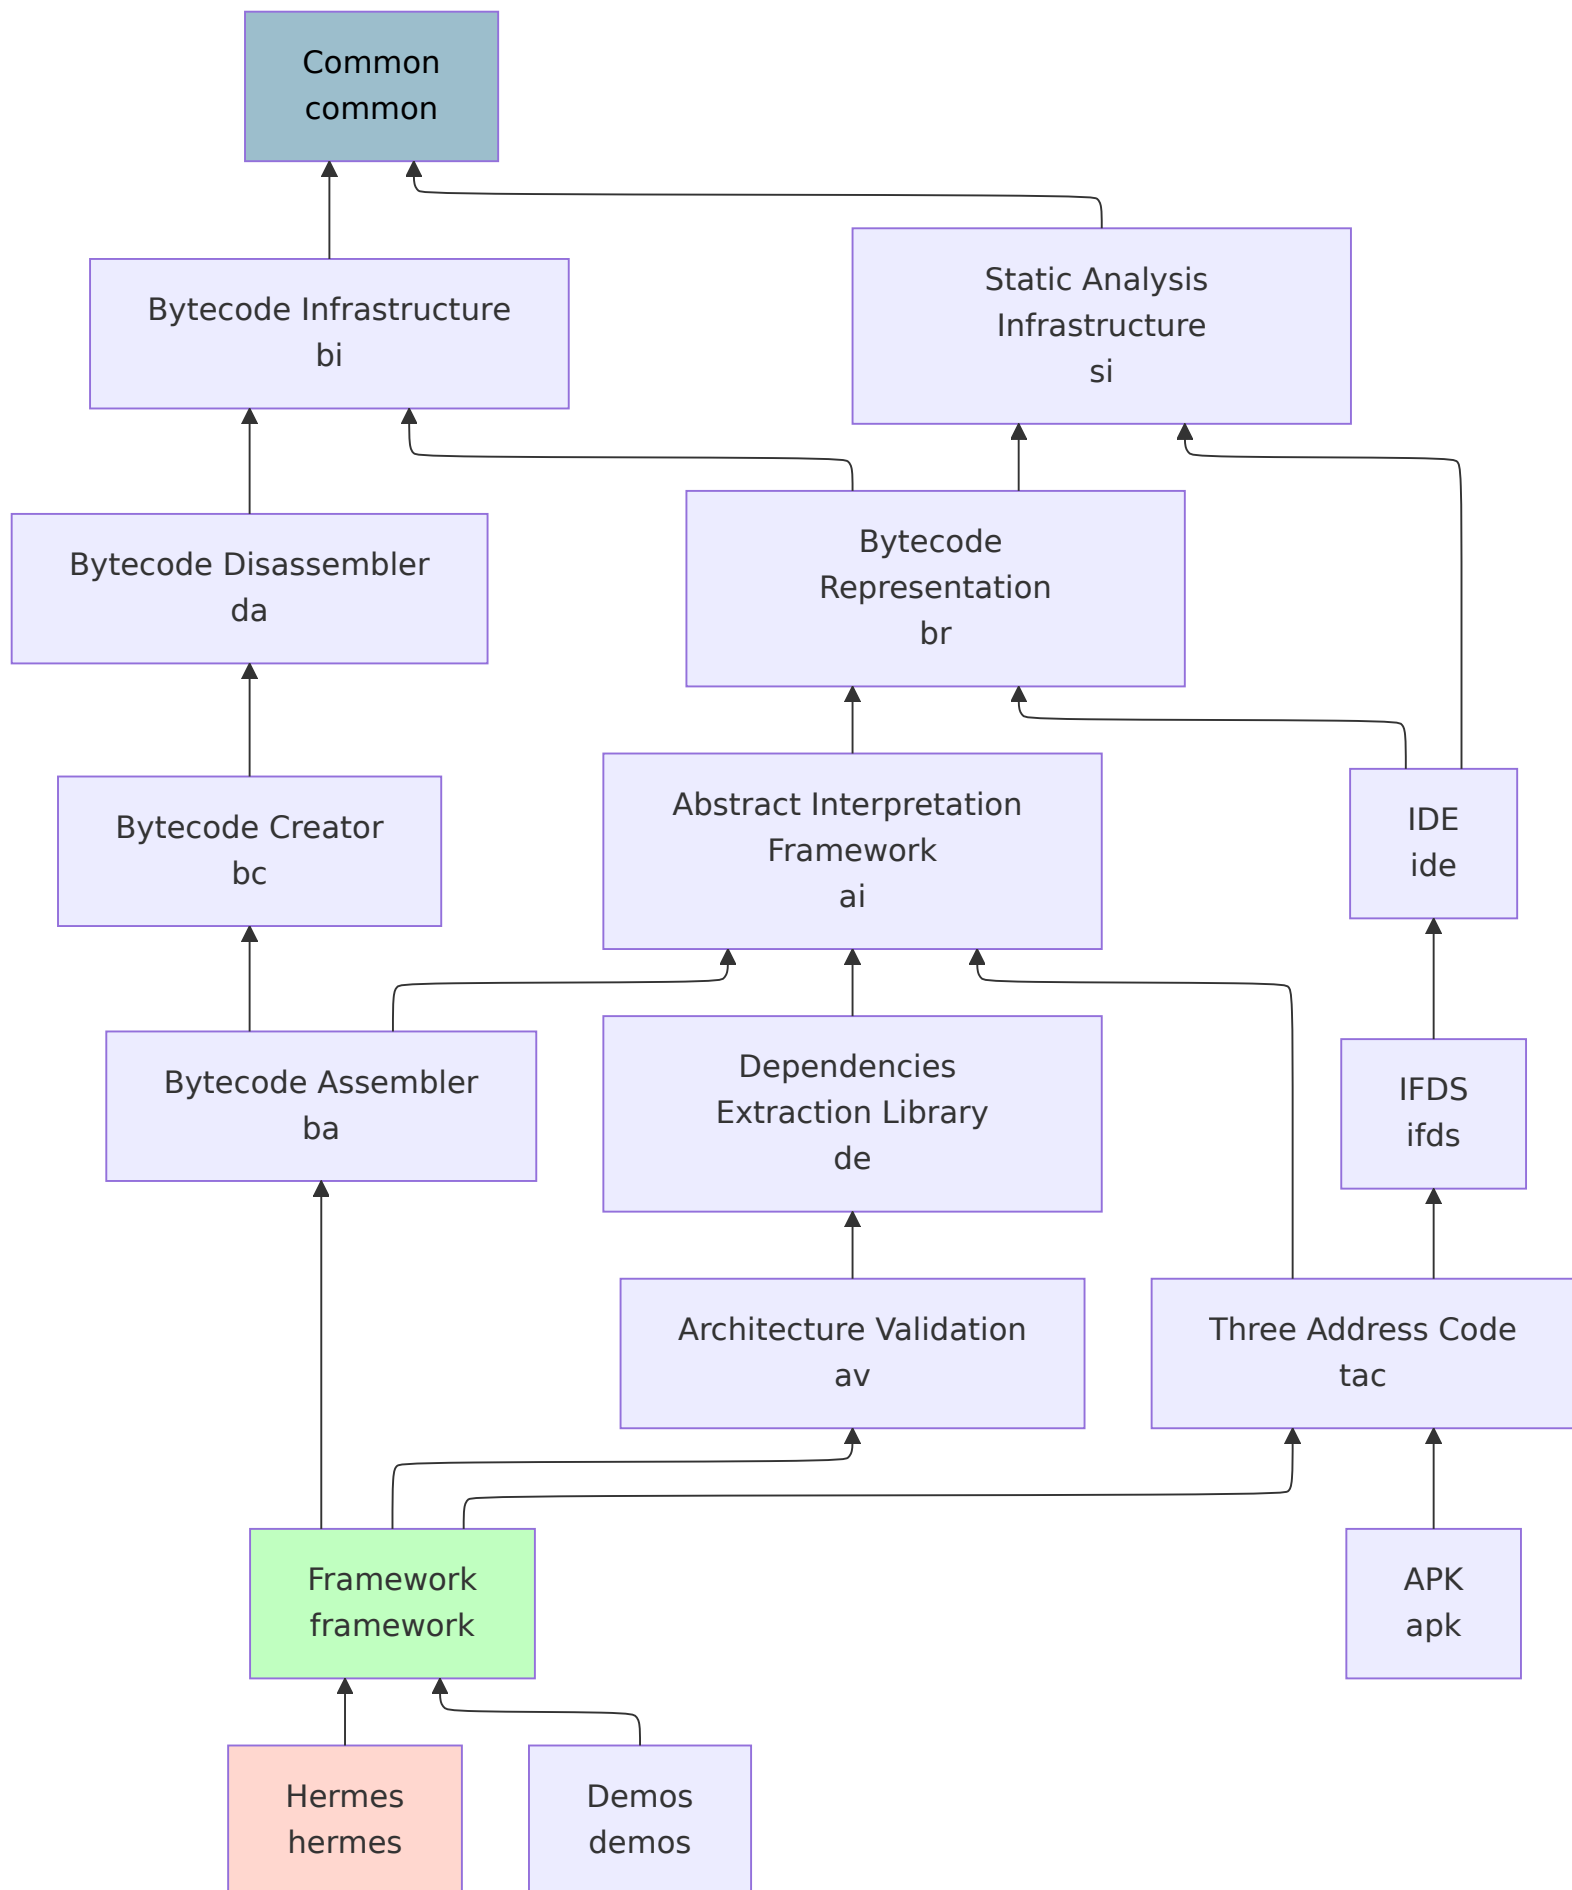 Common
common
Bytecode Infrastructure
bi
Static Analysis
Infrastructure
si
Bytecode Disassembler
da
Bytecode
Representation
br
Bytecode Creator
bc
Abstract Interpretation
Framework
ai
IDE
ide
Bytecode Assembler
ba
Dependencies
Extraction Library
de
IFDS
ifds
Architecture Validation
av
Three Address Code
tac
Framework
framework
APK
apk
Hermes
hermes
Demos
demos